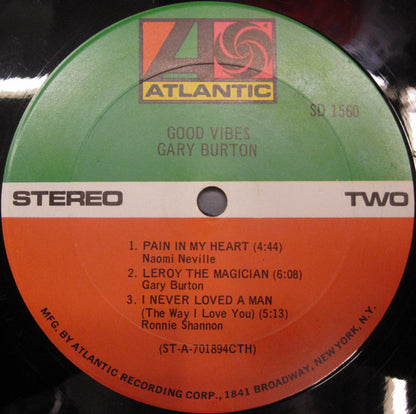 ATLANTIC
SD 1560
GOOD VIBES
GARY BURTON
STEREO TWO
1. PAIN IN MY HEART (4:44)
Naomi Neville
2. LEROY THE MAGICIAN (6:08)
Gary Burton
3. I NEVER LOVED A MAN
(The Way I Love You) (5:13)
Ronnie Shannon
(ST-A-701894CTH)
MFG. BY ATLANTIC RECORDING CORP., 1841 BROADWAY, NEW YORK, N.Y.